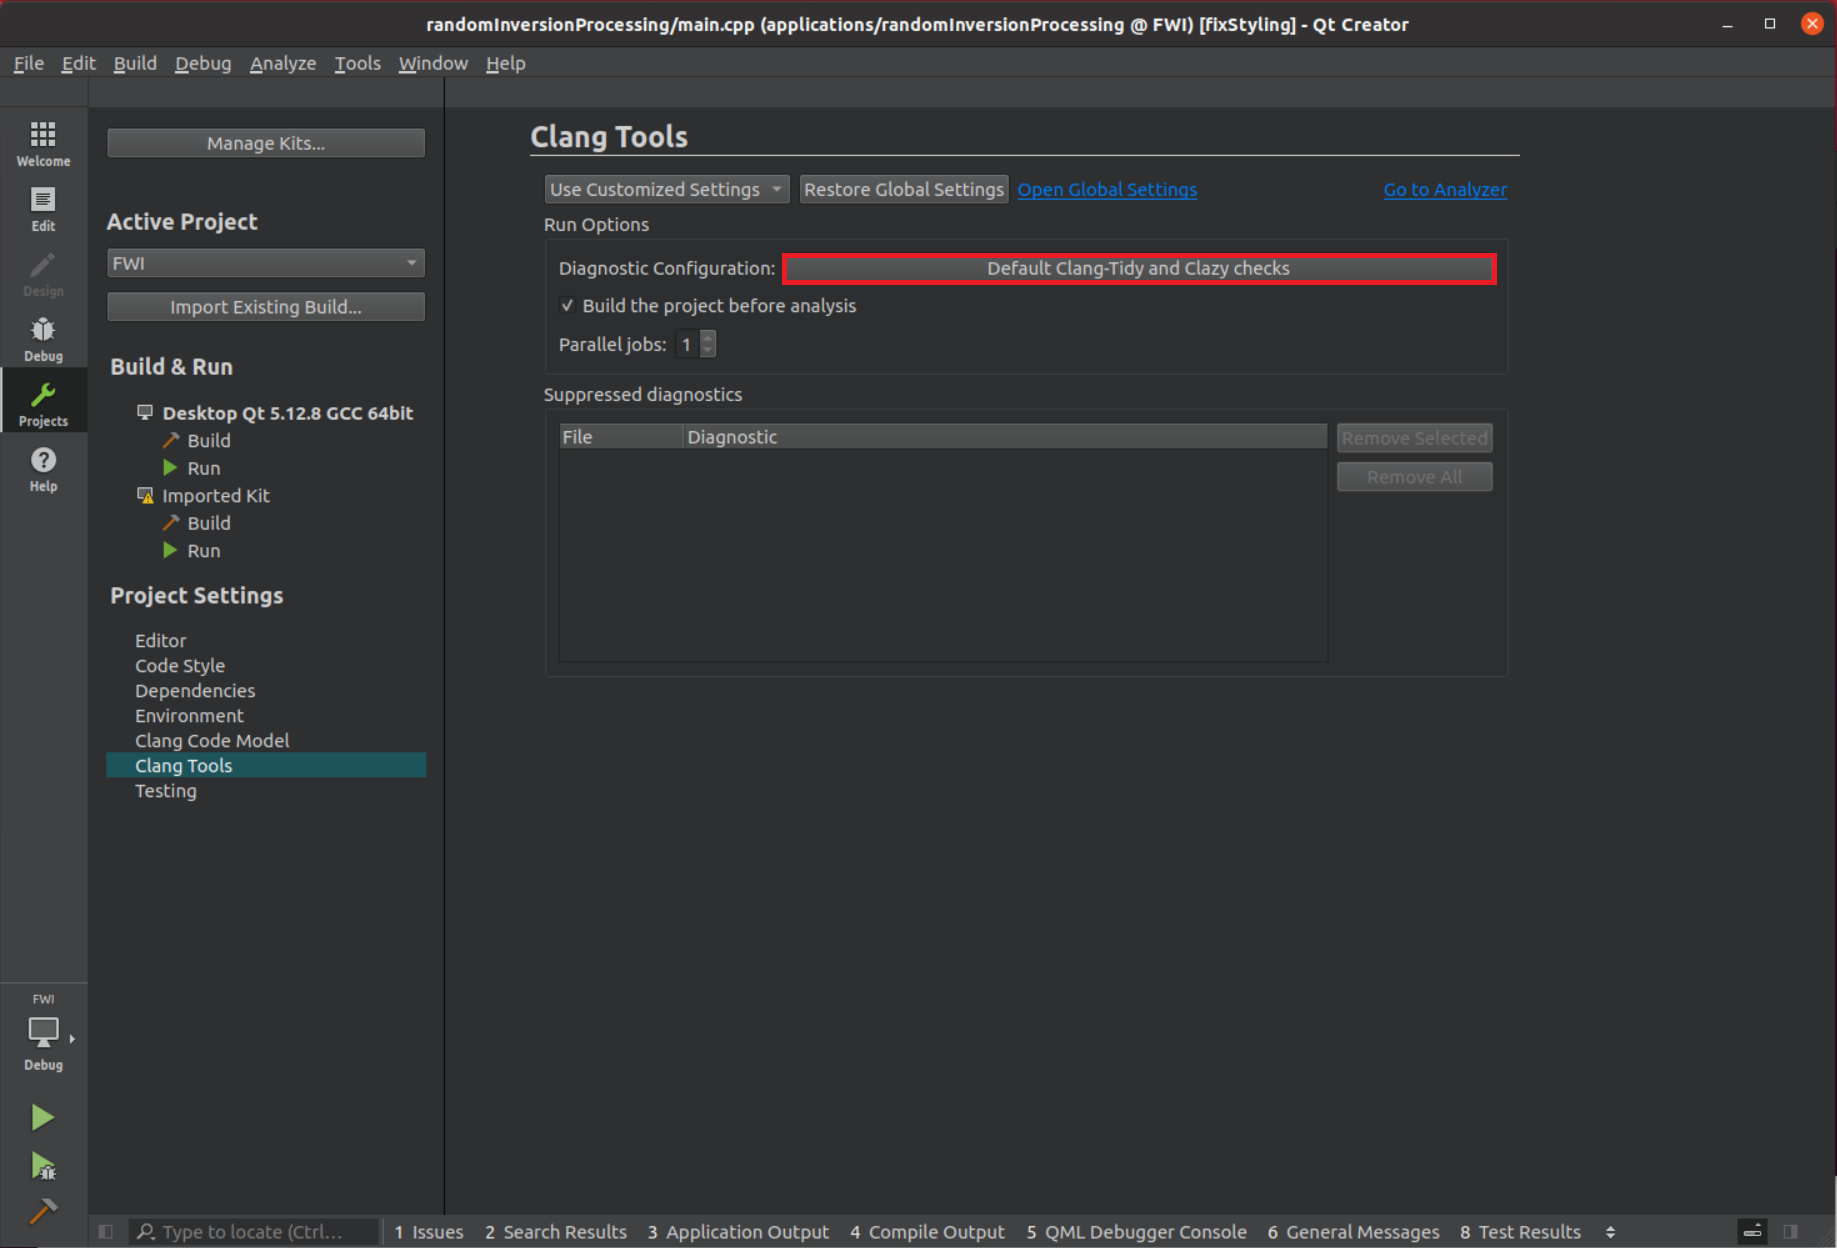 randomInversionProcessing/main.cpp (applications/randomInversionProcessing @ FWI) [fixStyling] - Qt Creator
File Edit Build Debug Analyze Tools Window Help
Welcome
Edit
Design
Debug
Projects
Help
Manage Kits...
Active Project
FWI
Import Existing Build...
Build & Run
Desktop Qt 5.12.8 GCC 64bit
Build
Run
Imported Kit
Build
Run
Project Settings
Editor
Code Style
Dependencies
Environment
Clang Code Model
Clang Tools
Testing
Clang Tools
Use Customized Settings Restore Global Settings Open Global Settings Go to Analyzer
Run Options
Diagnostic Configuration: Default Clang-Tidy and Clazy checks
Build the project before analysis
Parallel jobs: 1
Suppressed diagnostics
File Diagnostic
Remove Selected
Remove All
FWI
Debug
Type to locate (Ctrl... 1 Issues 2 Search Results 3 Application Output 4 Compile Output 5 QML Debugger Console 6 General Messages 8 Test Results